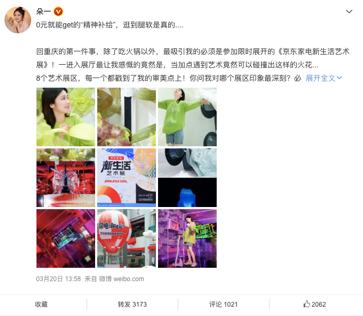 朵一
0元就能get的“精神补给”，逛到腿软是真的....
回重庆的第一件事，除了吃火锅以外，最吸引我的必须是参加限时展开的《京东家电新生活艺术
展》！一进入展厅最让我感慨的竟然是，当加点遇到艺术竟然可以碰撞出这样的火花...
8个艺术展区，每一个都戳到了我的审美点上！你问我对哪个展区印象最深刻？必 展开全文
新生活
艺术展
03月20日 13:58 来自 微博 weibo.com
收藏 转发 3173 评论 1021 2062